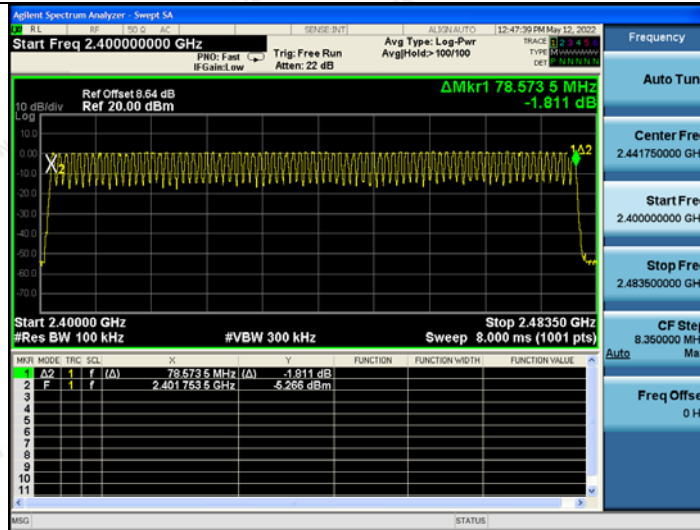 Agilent Spectrum Analyzer - Swept SA
RL RF 50 Ω AC SENSE:INT ALIGN AUTO 12:47:39 PM May 12, 2022
Start Freq 2.400000000 GHz
PNO: Fast
IFGain:Low
Trig: Free Run
Atten: 22 dB
Avg Type: Log-Pwr
Avg|Hold:> 100/100
TRACE 1 2 3 4 5 6
TYPE
DET P N N N N N
Ref Offset 8.64 dB
Ref 20.00 dBm
ΔMkr1 78.573 5 MHz
-1.811 dB
10 dB/div
Log
10.0
0.00
-10.0
-20.0
-30.0
-40.0
-50.0
-60.0
-70.0
X2
1Δ2
Start 2.40000 GHz
Stop 2.48350 GHz
#Res BW 100 kHz #VBW 300 kHz Sweep 8.000 ms (1001 pts)
MKR MODE TRC SCL X Y FUNCTION FUNCTION WIDTH FUNCTION VALUE
1 Δ2 1 f (Δ) 78.573 5 MHz (Δ) -1.811 dB
2 F 1 f 2.401 753 5 GHz -5.266 dBm
3
4
5
6
7
8
9
10
11
MSG STATUS
Frequency
Auto Tun
Center Fre
2.441750000 GH
Start Fre
2.400000000 GH
Stop Fre
2.483500000 GH
CF Step
8.350000 MH
Auto Ma
Freq Offse
0 H